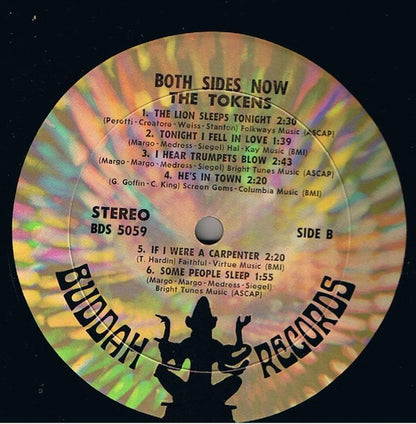 BOTH SIDES NOW
THE TOKENS
1. THE LION SLEEPS TONIGHT 2:30
(Peretti-Creatore-Weiss-Stanton) Folkways Music (ASCAP)
2. TONIGHT I FELL IN LOVE 1:39
(Margo-Medress-Siegel) Hal-Kay Music (BMI)
3. I HEAR TRUMPETS BLOW 2:43
(Margo-Margo-Medress-Siegel) Bright Tunes Music (ASCAP)
4. HE'S IN TOWN 2:20
(G. Goffin-C. King) Screen Gems-Columbia Music (BMI)
STEREO
BDS 5059
SIDE B
5. IF I WERE A CARPENTER 2:20
(T. Hardin) Faithful-Virtue Music (BMI)
6. SOME PEOPLE SLEEP 1:55
(Margo-Margo-Medress-Siegel)
Bright Tunes Music (ASCAP)
BUDDAH RECORDS